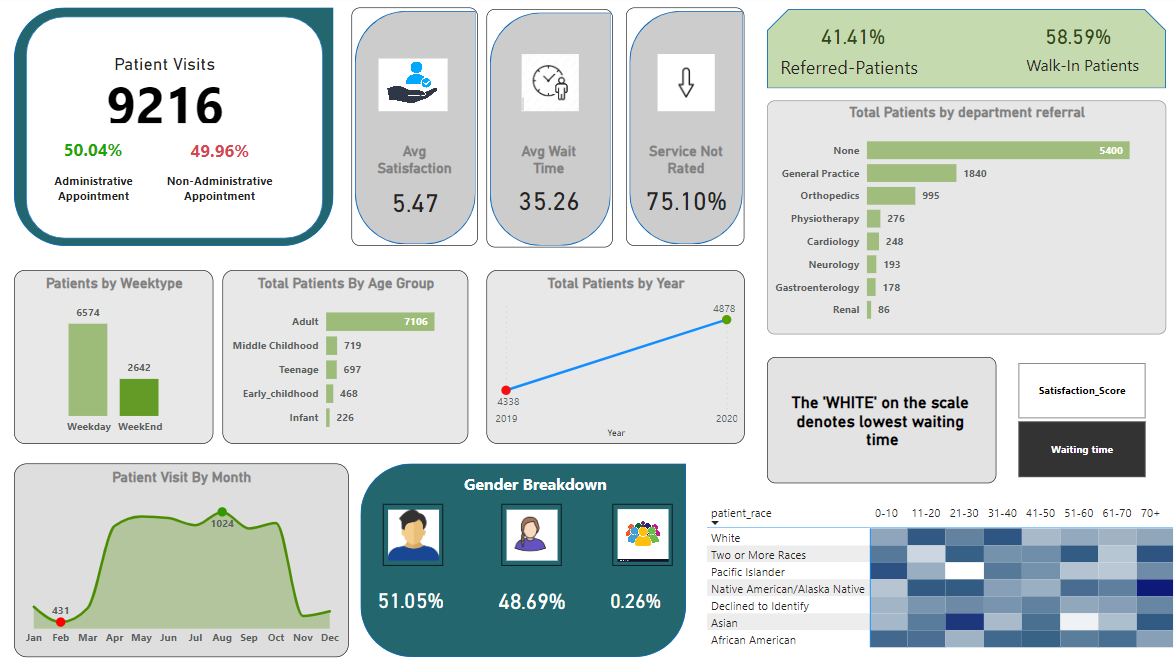 Patient Visits
9216
50.04%
49.96%
Administrative
Appointment
Non-Administrative
Appointment
Avg
Satisfaction
5.47
Avg Wait
Time
35.26
Service Not
Rated
75.10%
41.41%
Referred-Patients
58.59%
Walk-In Patients
Total Patients by department referral
None 5400
General Practice 1840
Orthopedics 995
Physiotherapy 276
Cardiology 248
Neurology 193
Gastroenterology 178
Renal 86
Patients by Weektype
6574
2642
Weekday WeekEnd
Total Patients By Age Group
Adult 7106
Middle Childhood 719
Teenage 697
Early_childhood 468
Infant 226
Total Patients by Year
4878
4338
2019 2020
Year
The 'WHITE' on the scale
denotes lowest waiting
time
Satisfaction_Score
Waiting time
Patient Visit By Month
1024
431
Jan Feb Mar Apr May Jun Jul Aug Sep Oct Nov Dec
Gender Breakdown
51.05% 48.69% 0.26%
patient_race 0-10 11-20 21-30 31-40 41-50 51-60 61-70 70+
White
Two or More Races
Pacific Islander
Native American/Alaska Native
Declined to Identify
Asian
African American